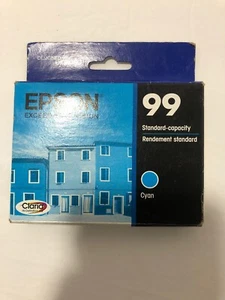 EPSON
99
Standard-capacity
Rendement standard
Cyan
Claria